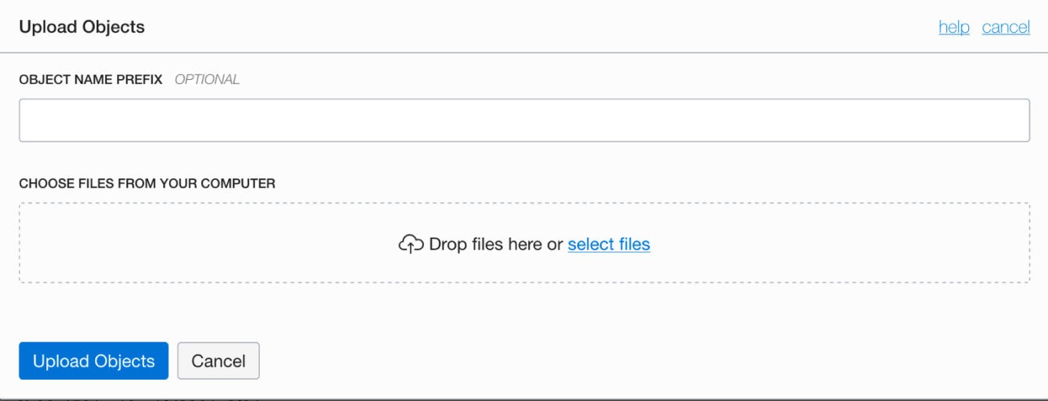 Upload Objects help cancel
OBJECT NAME PREFIX OPTIONAL
CHOOSE FILES FROM YOUR COMPUTER
Drop files here or select files
Upload Objects Cancel